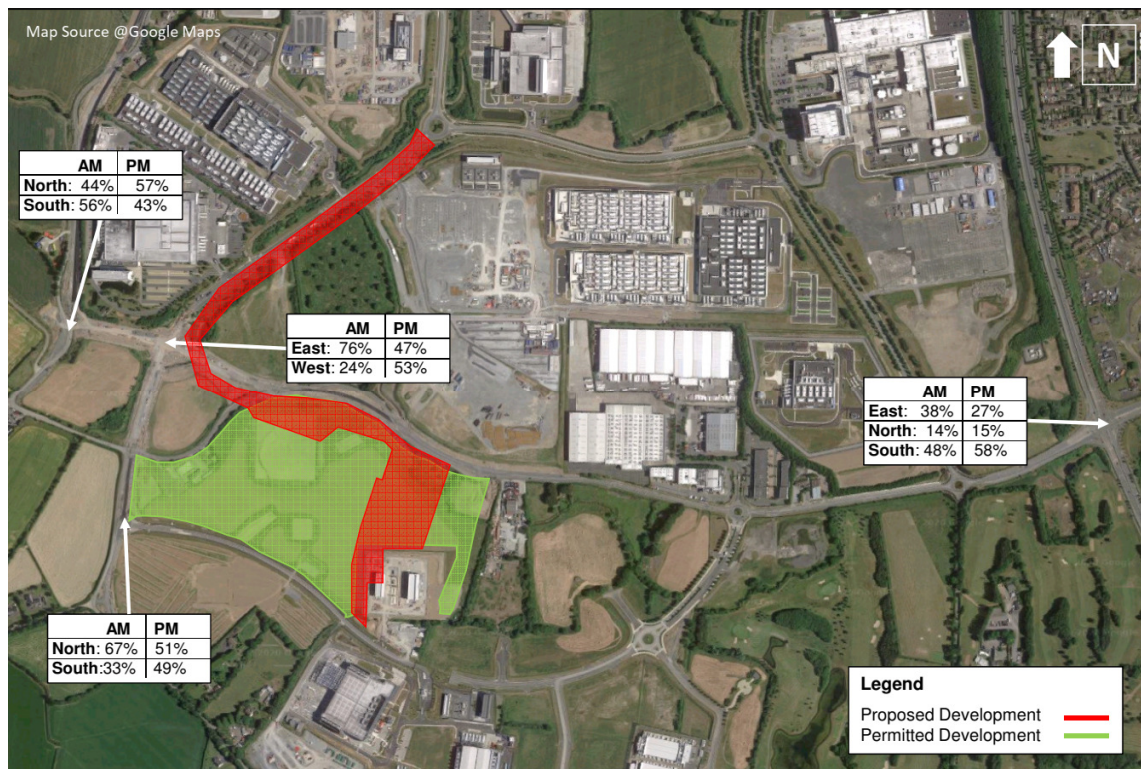 Map Source @Google Maps
N
AM PM
North: 44% 57%
South: 56% 43%
AM PM
East: 76% 47%
West: 24% 53%
AM PM
East: 38% 27%
North: 14% 15%
South: 48% 58%
AM PM
North: 67% 51%
South:33% 49%
Legend
Proposed Development
Permitted Development